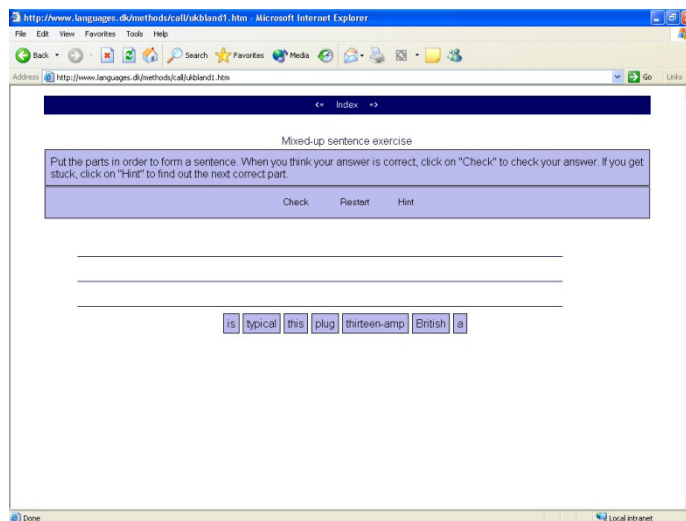 http://www.languages.dk/methods/call/ukbland1.htm - Microsoft Internet Explorer
File Edit View Favorites Tools Help
Back Search Favorites Media
Address http://www.languages.dk/methods/call/ukbland1.htm Go Links
<= Index =>
Mixed-up sentence exercise
Put the parts in order to form a sentence. When you think your answer is correct, click on "Check" to check your answer. If you get
stuck, click on "Hint" to find out the next correct part.
Check Restart Hint
is typical this plug thirteen-amp British a
Done Local intranet